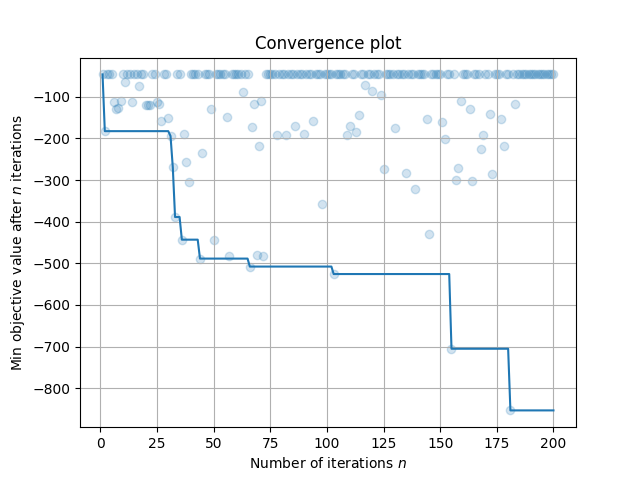 Convergence plot
Min objective value after n iterations
−100
−200
−300
−400
−500
−600
−700
−800
0 25 50 75 100 125 150 175 200
Number of iterations n